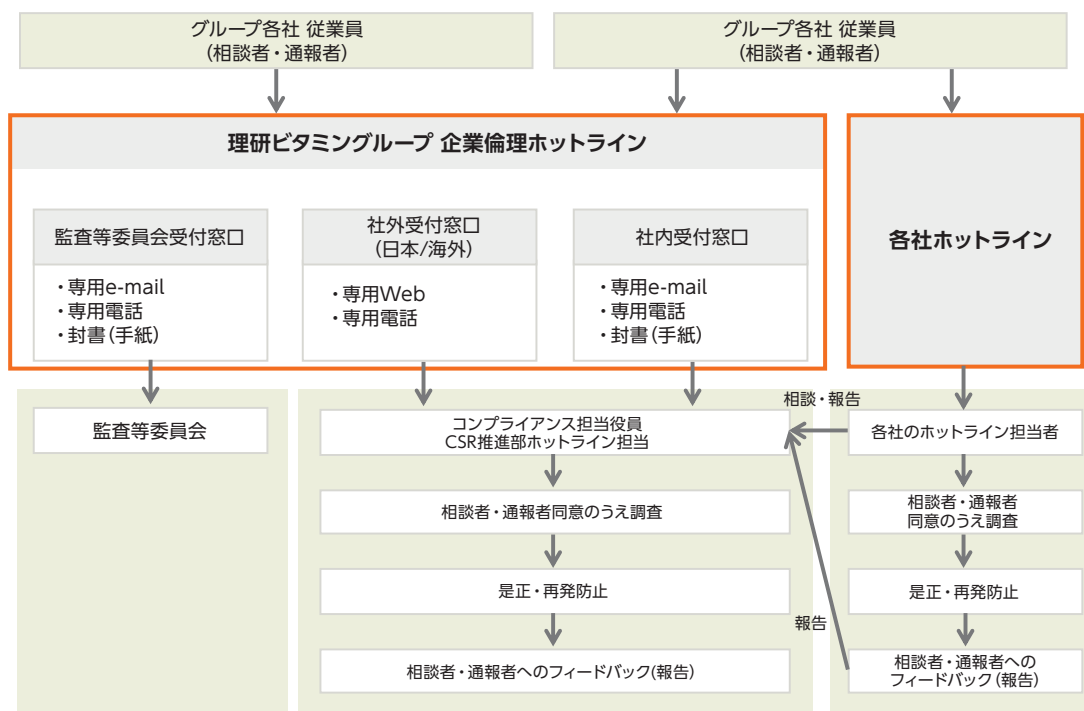 グループ各社 従業員
(相談者・通報者)
グループ各社 従業員
(相談者・通報者)
理研ビタミングループ 企業倫理ホットライン
監査等委員会受付窓口
・専用e-mail
・専用電話
・封書(手紙)
社外受付窓口
(日本/海外)
・専用Web
・専用電話
社内受付窓口
・専用e-mail
・専用電話
・封書(手紙)
各社ホットライン
監査等委員会
コンプライアンス担当役員
CSR推進部ホットライン担当
相談者・通報者同意のうえ調査
是正・再発防止
相談者・通報者へのフィードバック(報告)
相談・報告
報告
各社のホットライン担当者
相談者・通報者
同意のうえ調査
是正・再発防止
相談者・通報者への
フィードバック(報告)